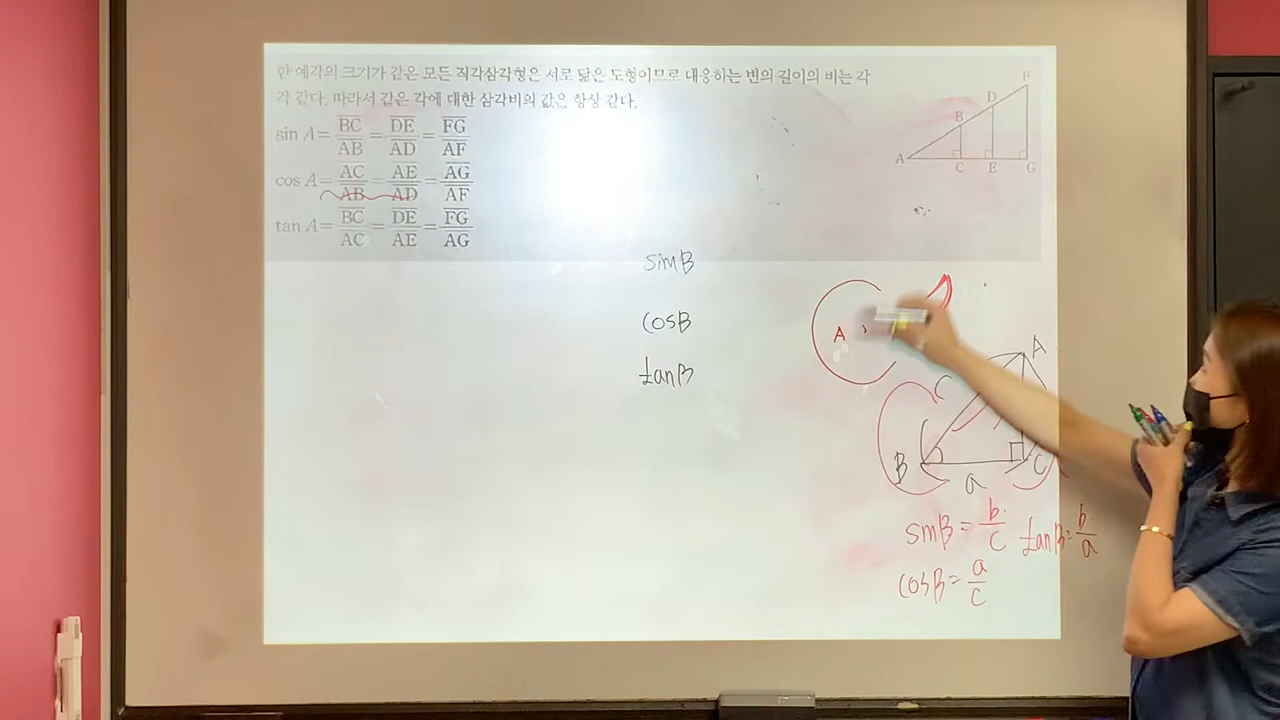 한 예각의 크기가 같은 모든 직각삼각형은 서로 닮은 도형이므로 대응하는 변의 길이의 비는 각
각 같다. 따라서 같은 각에 대한 삼각비의 값은 항상 같다.
sin A = BC/AB = DE/AD = FG/AF
cos A = AC/AB = AE/AD = AG/AF
tan A = BC/AC = DE/AE = FG/AG
F
D
B
A
C E G
sinB
cosB
tanB
A
A
c
B
C
a
sinB = b/c tanB = b/a
cosB = a/c